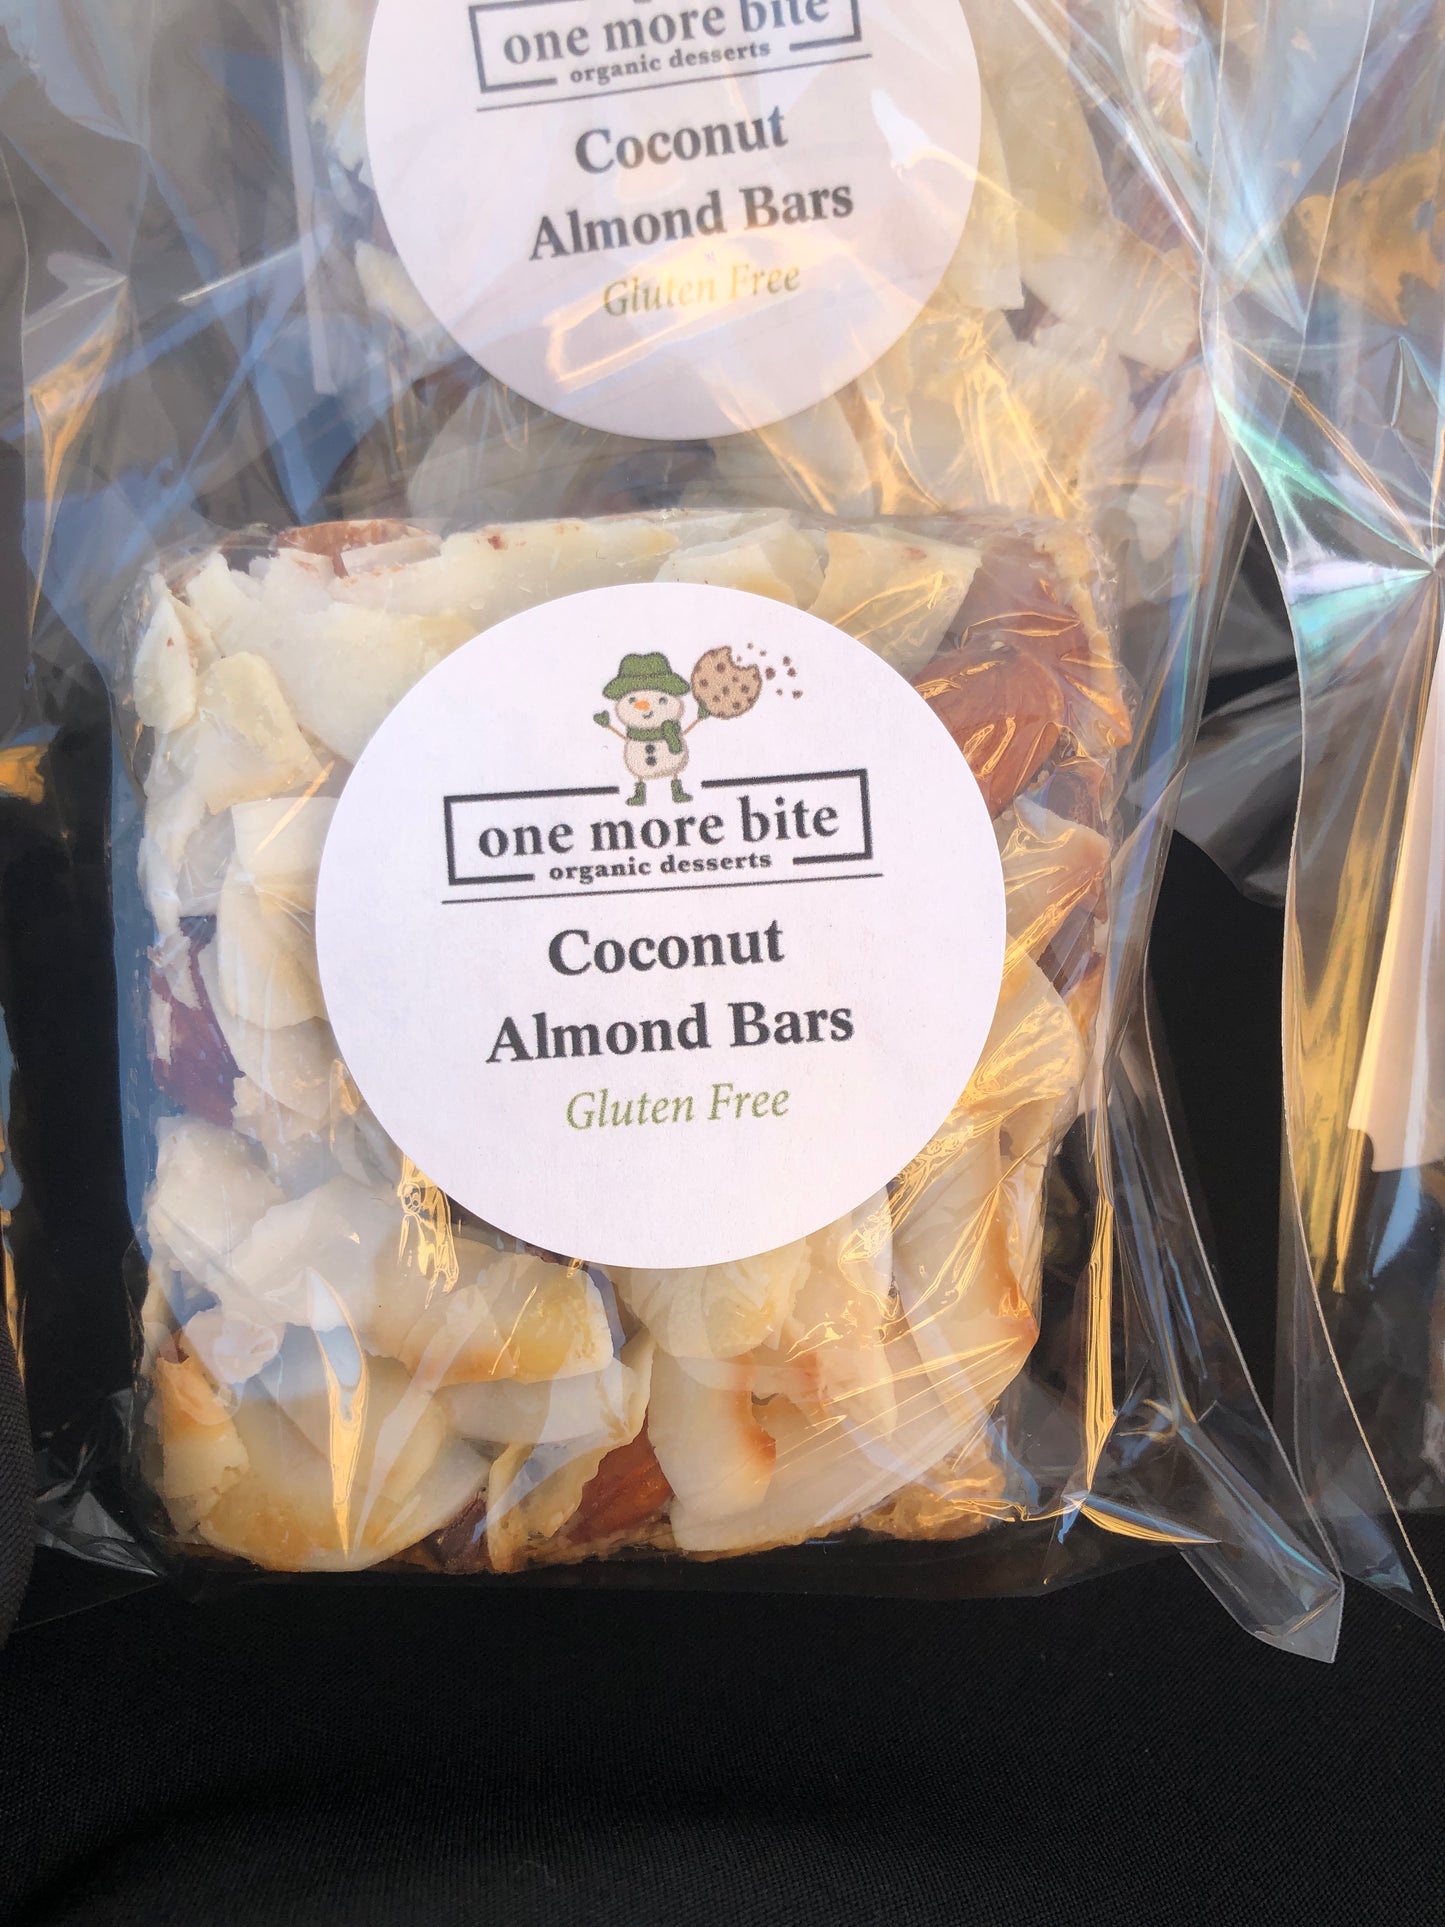 one more bite
organic desserts
Coconut
Almond Bars
Gluten Free
one more bite
organic desserts
Coconut
Almond Bars
Gluten Free